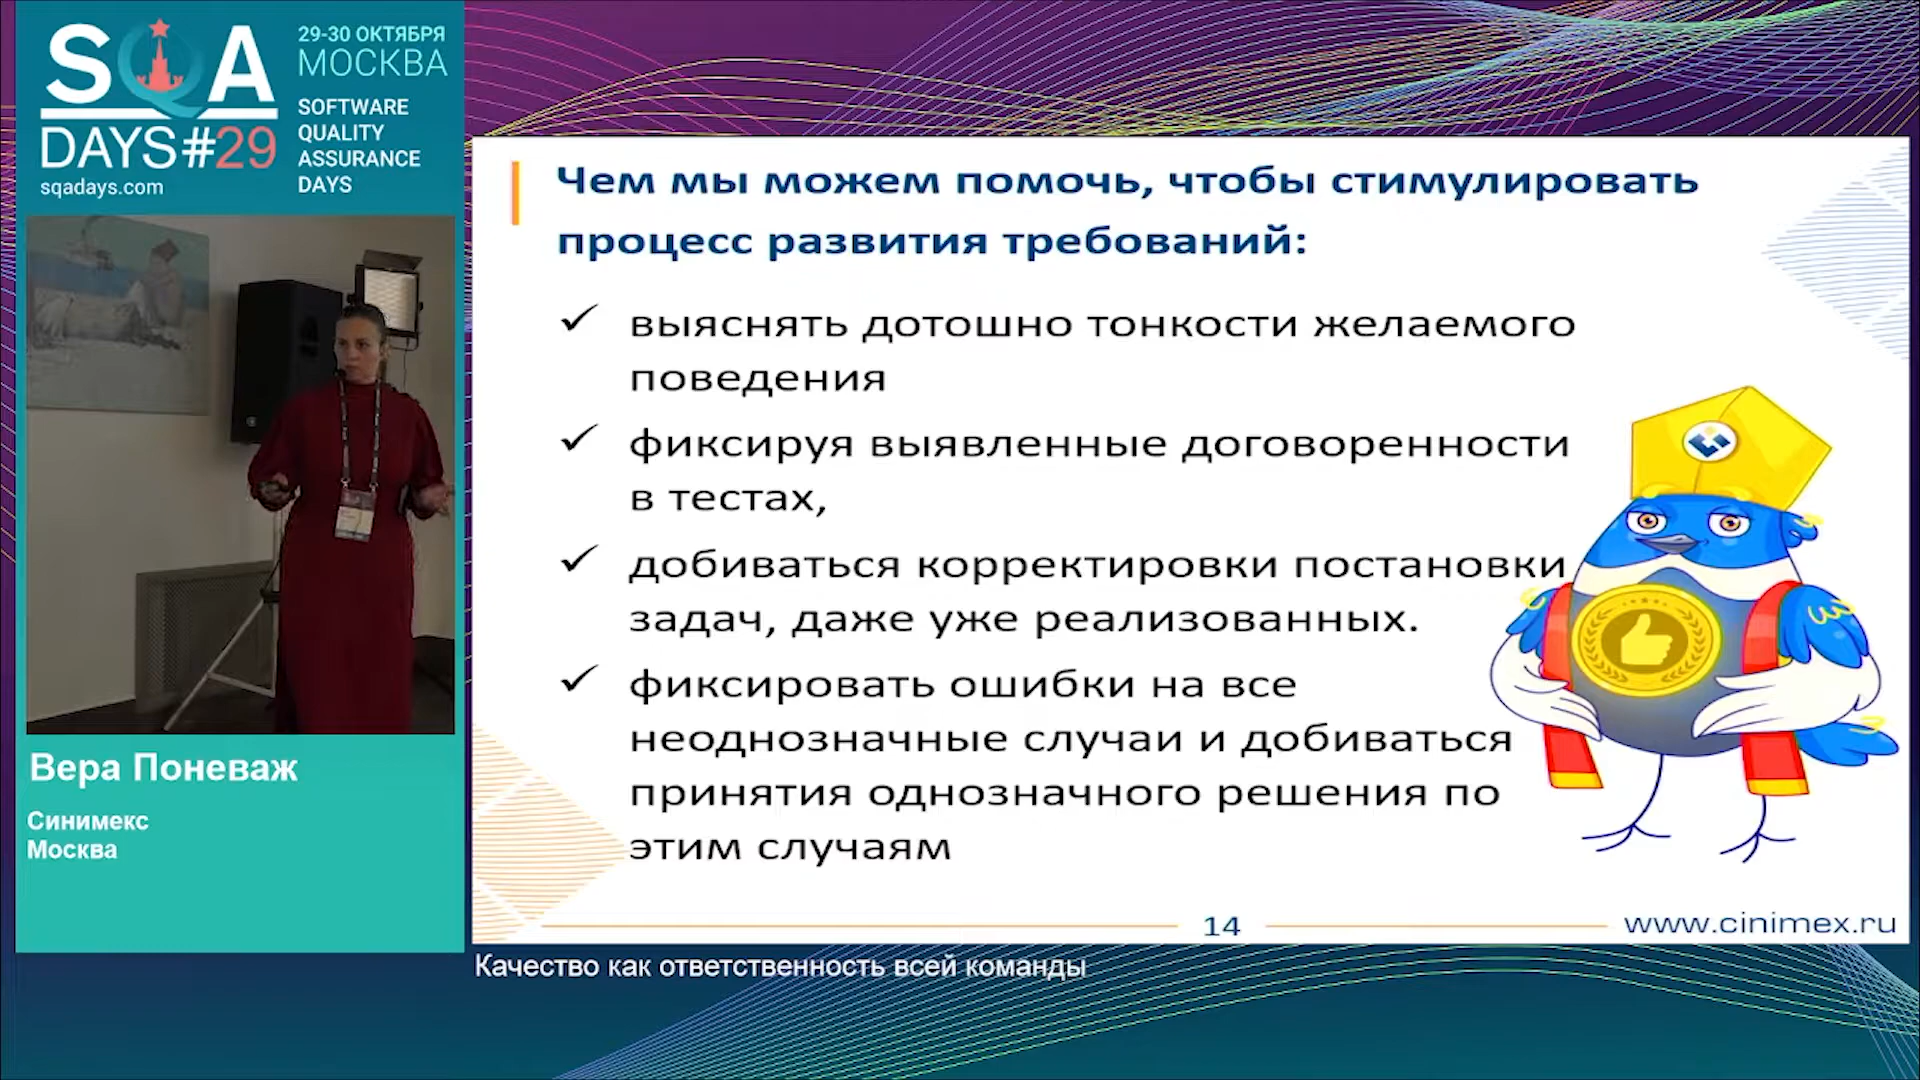 SQA
DAYS#29
sqadays.com
29-30 ОКТЯБРЯ
МОСКВА
SOFTWARE
QUALITY
ASSURANCE
DAYS
Чем мы можем помочь, чтобы стимулировать
процесс развития требований:
✓ выяснять дотошно тонкости желаемого
поведения
✓ фиксируя выявленные договоренности
в тестах,
✓ добиваться корректировки постановки
задач, даже уже реализованных.
✓ фиксировать ошибки на все
неоднозначные случаи и добиваться
принятия однозначного решения по
этим случаям
14
www.cinimex.ru
Вера Поневаж
Синимекс
Москва
Качество как ответственность всей команды